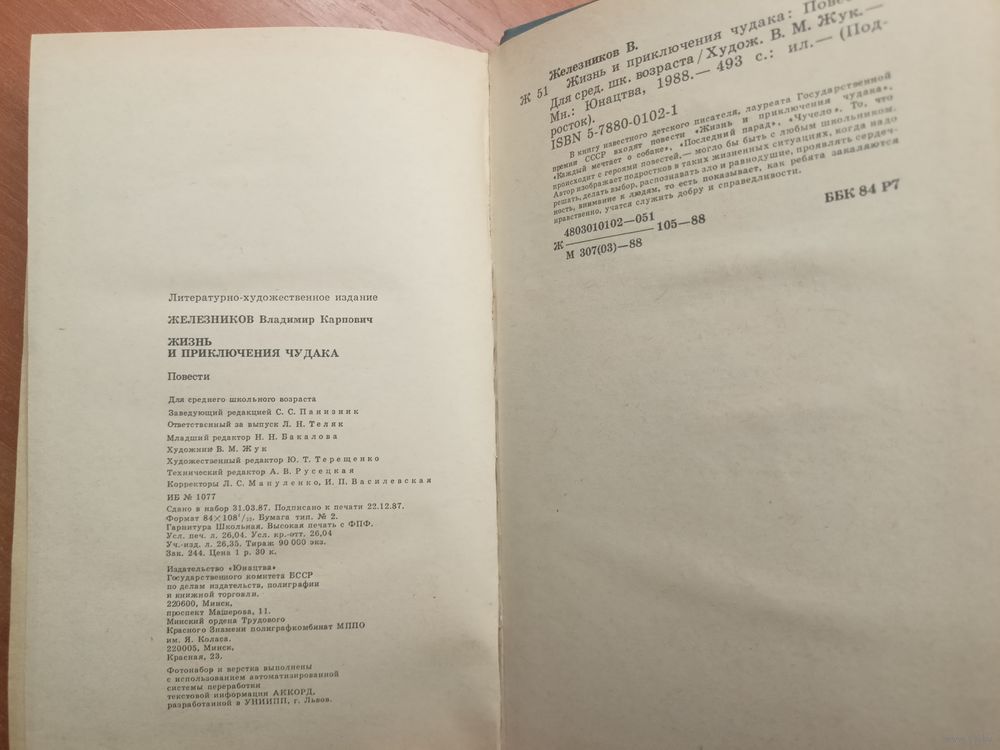 Литературно-художественное издание
ЖЕЛЕЗНИКОВ Владимир Карпович
ЖИЗНЬ
И ПРИКЛЮЧЕНИЯ ЧУДАКА
Повести
Для среднего школьного возраста
Заведующий редакцией С. С. Панизник
Ответственный за выпуск Л. Н. Теляк
Младший редактор Н. Н. Бакалова
Художник В. М. Жук
Художественный редактор Ю. Т. Терещенко
Технический редактор А. В. Русецкая
Корректоры Л. С. Мануленко, И. П. Василевская
ИБ № 1077
Сдано в набор 31.03.87. Подписано к печати 22.12.87.
Формат 84×108¹/₃₂. Бумага тип. № 2.
Гарнитура Школьная. Высокая печать с ФПФ.
Усл. печ. л. 26,04. Усл. кр.-отт. 26,04
Уч.-изд. л. 26,35. Тираж 90 000 экз.
Зак. 244. Цена 1 р. 30 к.
Издательство «Юнацтва»
Государственного комитета БССР
по делам издательств, полиграфии
и книжной торговли.
220600, Минск,
проспект Машерова, 11.
Минский ордена Трудового
Красного Знамени полиграфкомбинат МППО
им. Я. Коласа.
220005, Минск,
Красная, 23.
Фотонабор и верстка выполнены
с использованием автоматизированной
системы переработки
текстовой информации АККОРД,
разработанной в УНИИПП, г. Львов.
Железников В.
Ж 51 Жизнь и приключения чудака:
Для сред. шк. возраста/Худож. В. М. Жук.—
Мн.: Юнацтва, 1988.— 493 с.: ил.— (Под-
росток).
ISBN 5-7880-0102-1
В книгу известного детского писателя, лауреата Государственной
премии СССР входят повести «Жизнь и приключения чудака»,
«Каждый мечтает о собаке», «Последний парад», «Чучело». То, что
происходит с героями повестей,— могло бы быть с любым школьником.
Автор изображает подростков в таких жизненных ситуациях, когда надо
решать, делать выбор, распознавать зло и равнодушие, проявлять сердеч-
ность, внимание к людям, то есть показывает, как ребята закаляются
нравственно, учатся служить добру и справедливости.
4803010102—051
Ж 105—88
М 307(03)—88
ББК 84 Р7